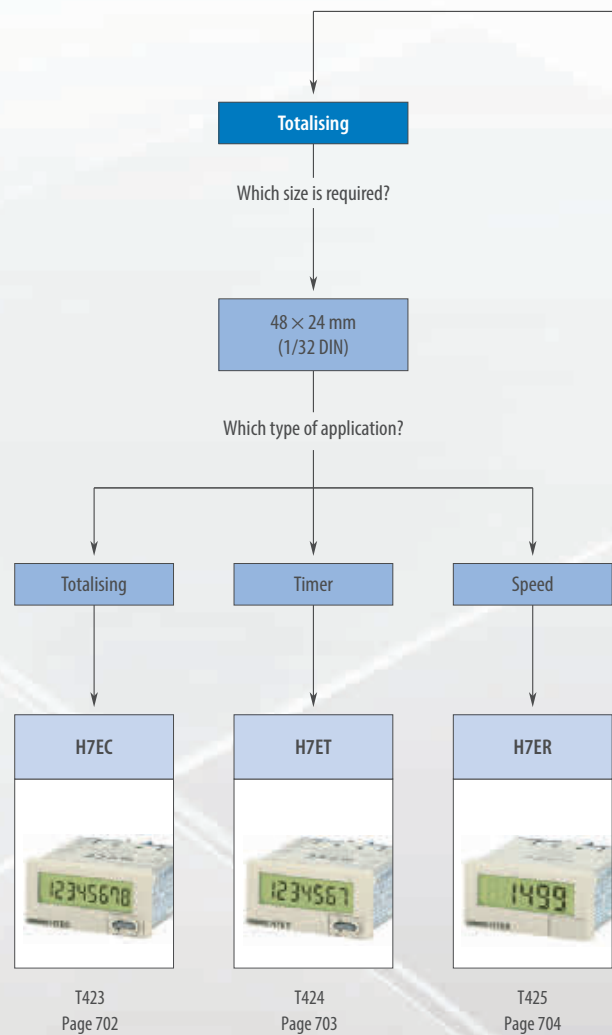 Totalising
Which size is required?
48 × 24 mm
(1/32 DIN)
Which type of application?
Totalising
Timer
Speed
H7EC
H7ET
H7ER
12345678
1234567
1499
T423
Page 702
T424
Page 703
T425
Page 704